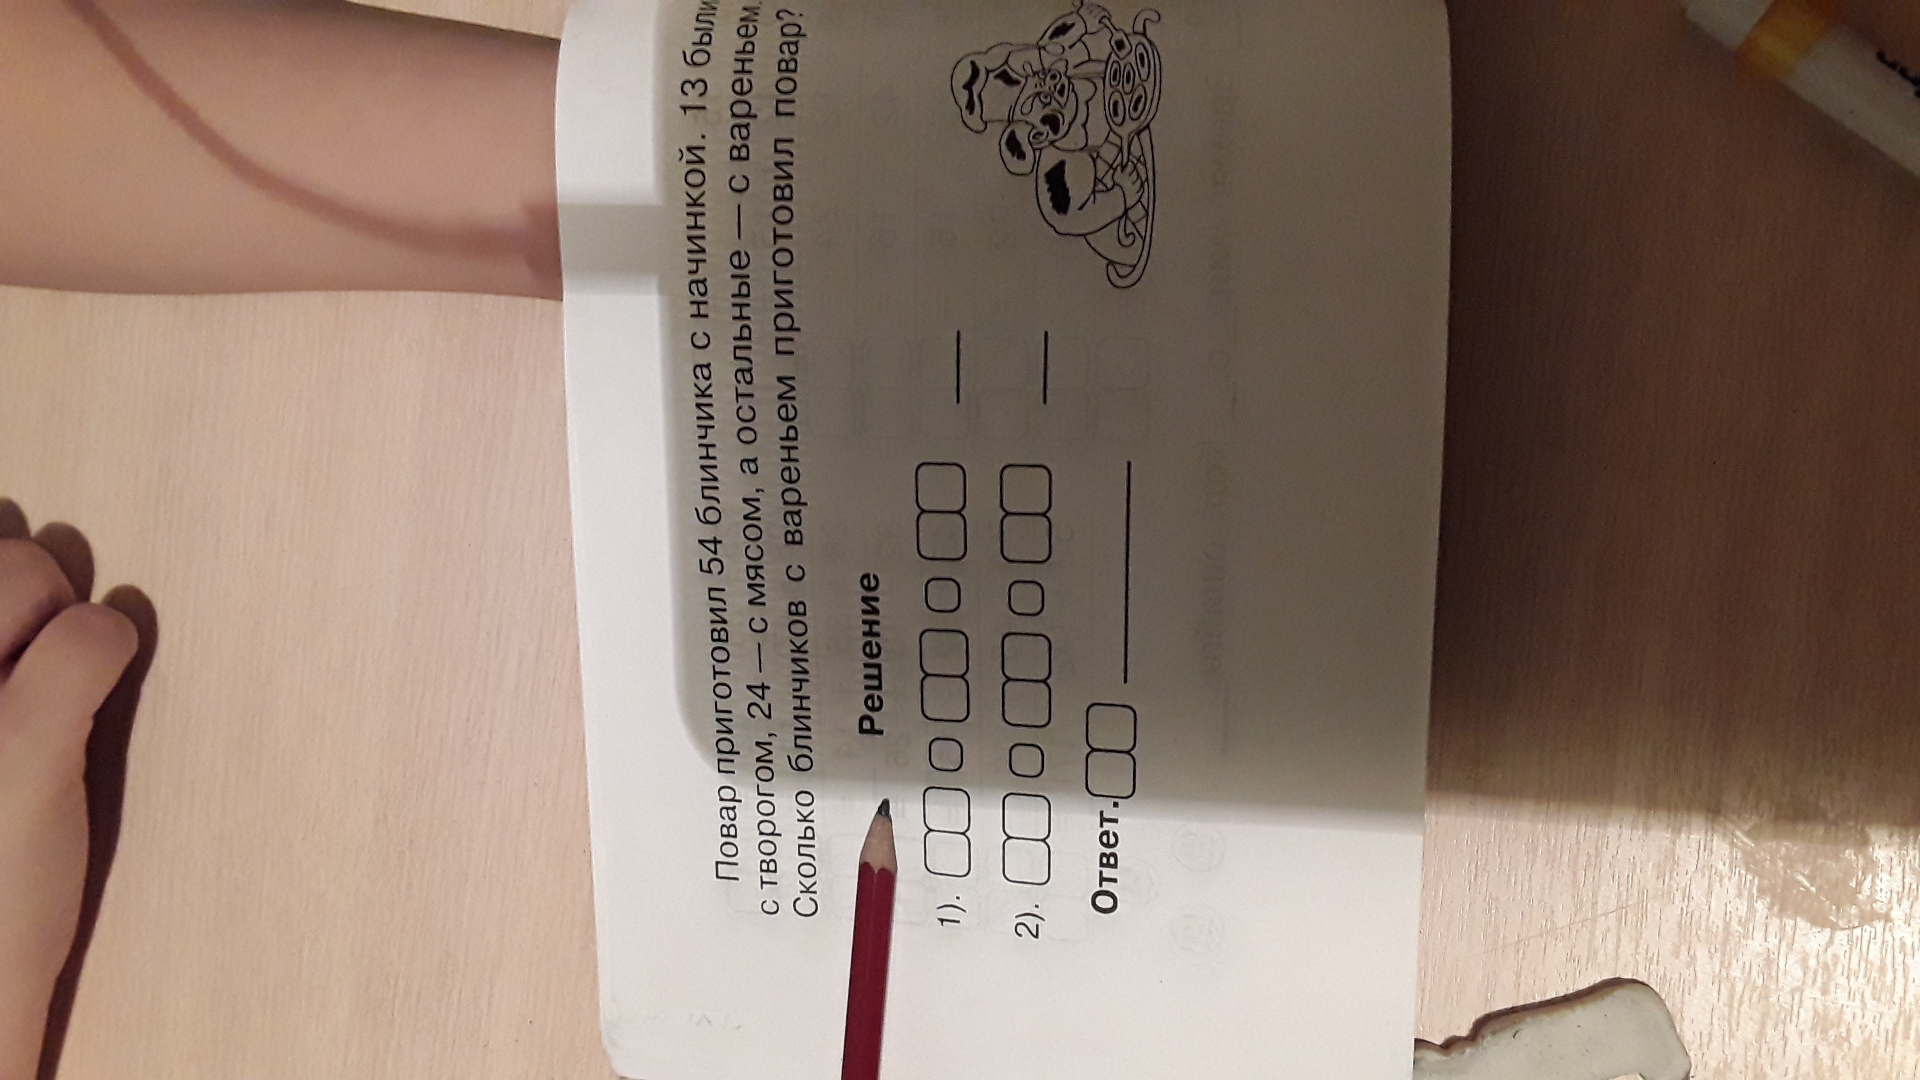 Повар приготовил 54 блинчика с начинкой. 13 были
с творогом, 24 — с мясом, а остальные — с вареньем.
Сколько блинчиков с вареньем приготовил повар?
Решение
1).
2).
Ответ.